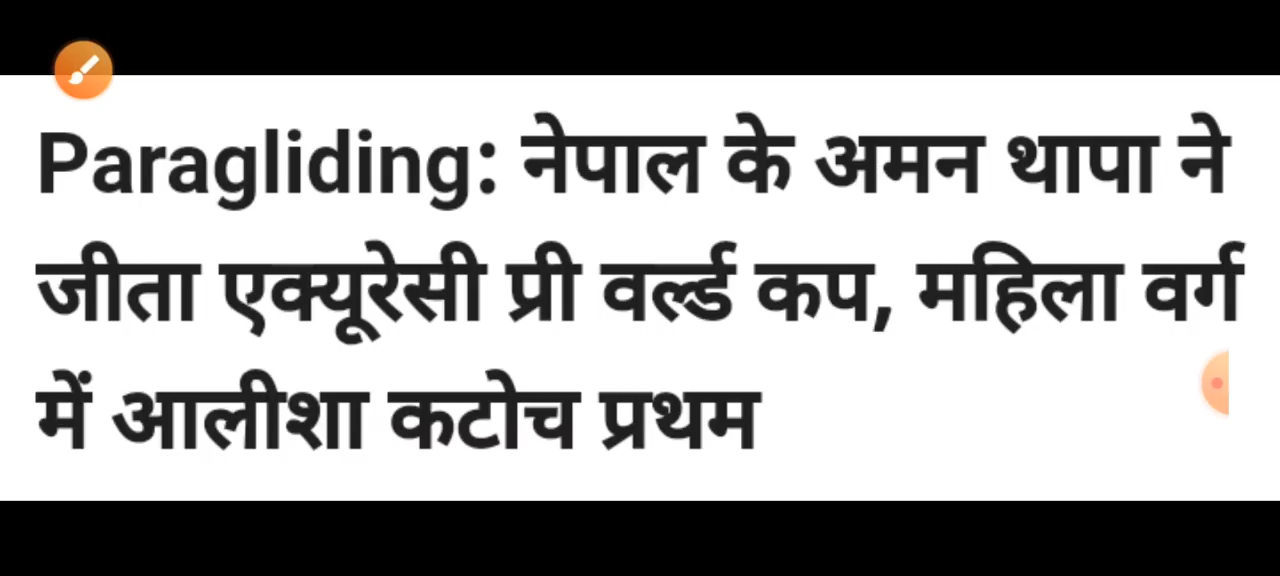 Paragliding: नेपाल के अमन थापा ने
जीता एक्यूरेसी प्री वर्ल्ड कप, महिला वर्ग
में आलीशा कटोच प्रथम